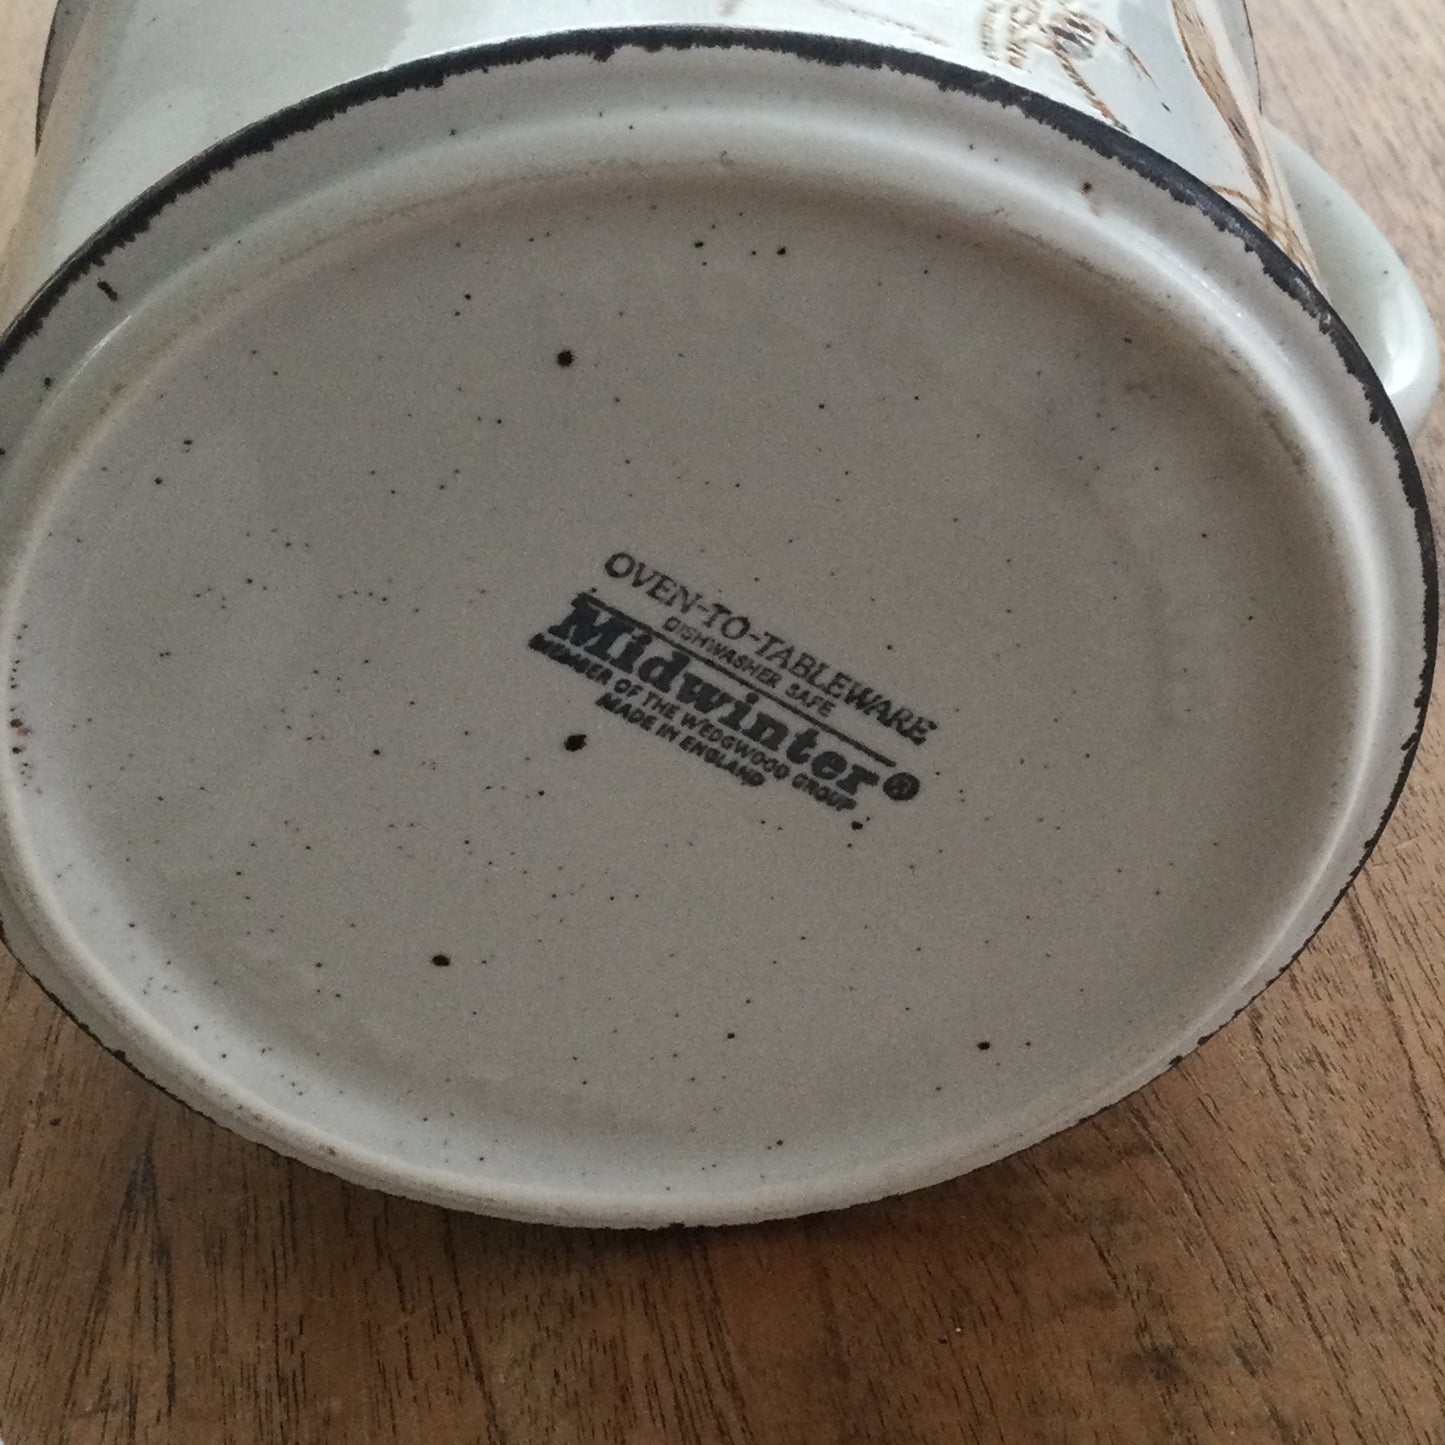 OVEN-TO-TABLEWARE
DISHWASHER SAFE
Midwinter®
MEMBER OF THE WEDGWOOD GROUP
MADE IN ENGLAND